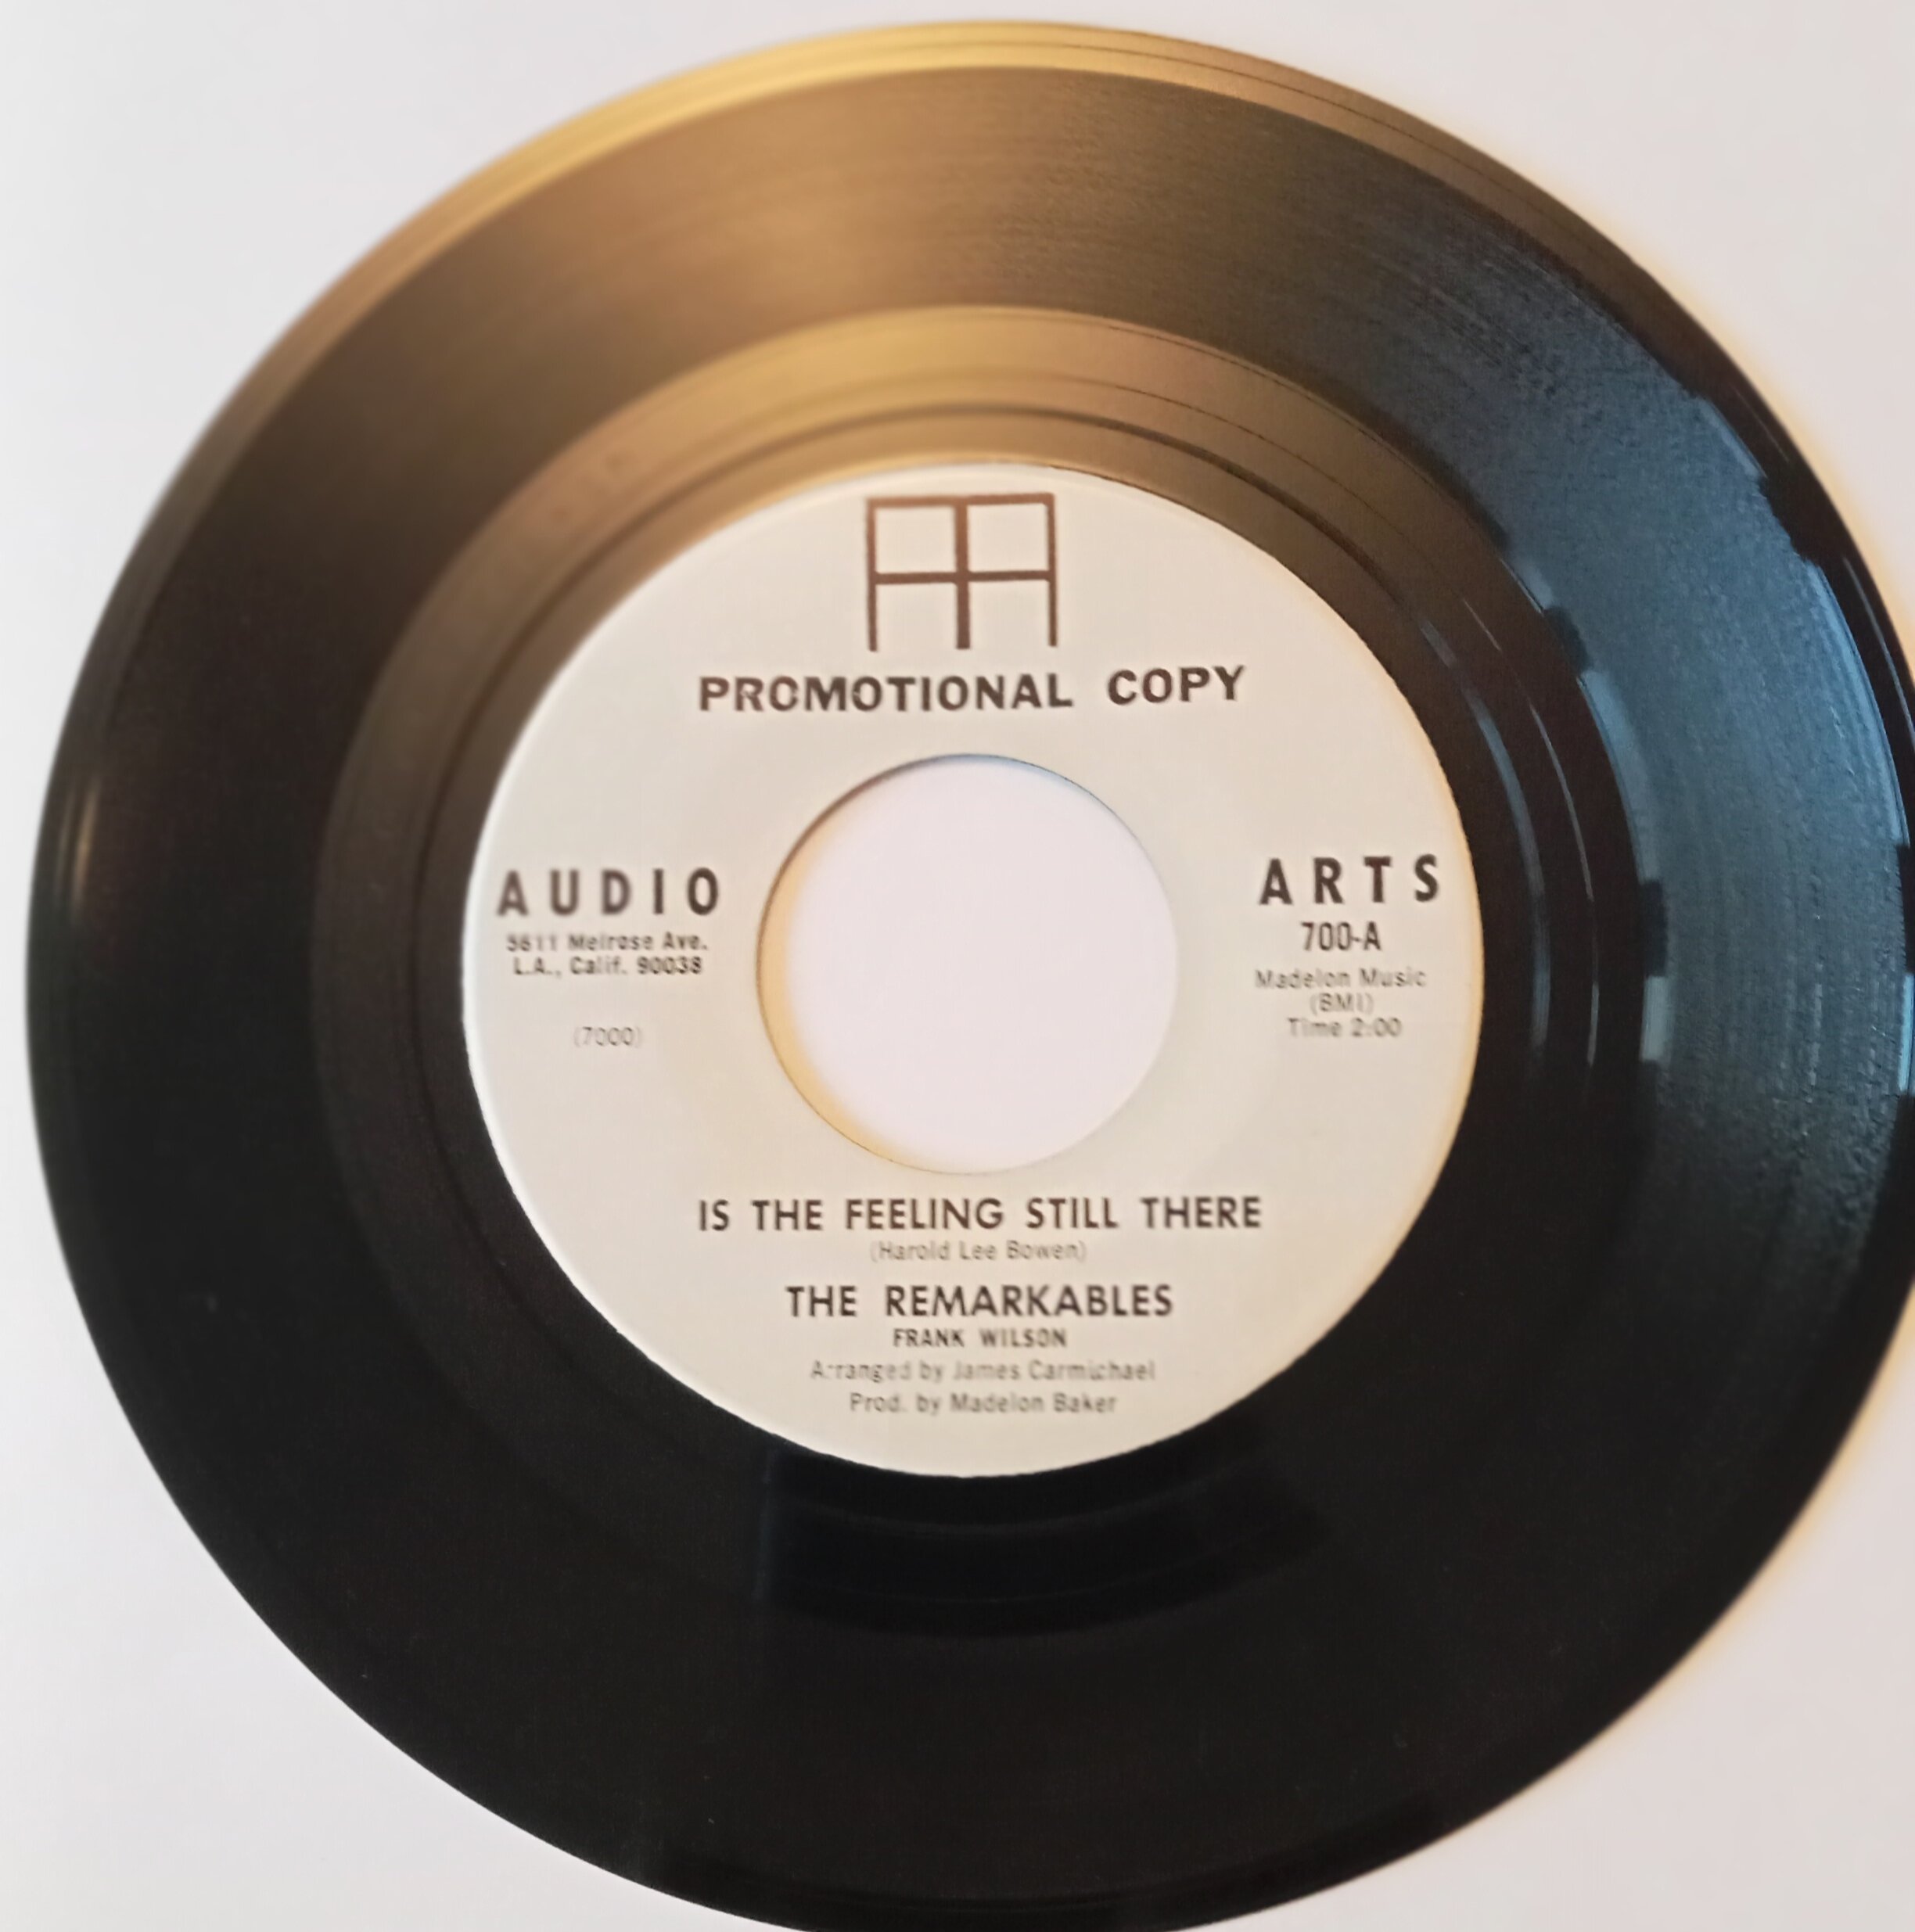 AA
PROMOTIONAL COPY
AUDIO
5611 Melrose Ave.
L.A., Calif. 90038
(7000)
ARTS
700-A
Madelon Music
(BMI)
Time 2:00
IS THE FEELING STILL THERE
(Harold Lee Bowen)
THE REMARKABLES
FRANK WILSON
Arranged by James Carmichael
Prod. by Madelon Baker